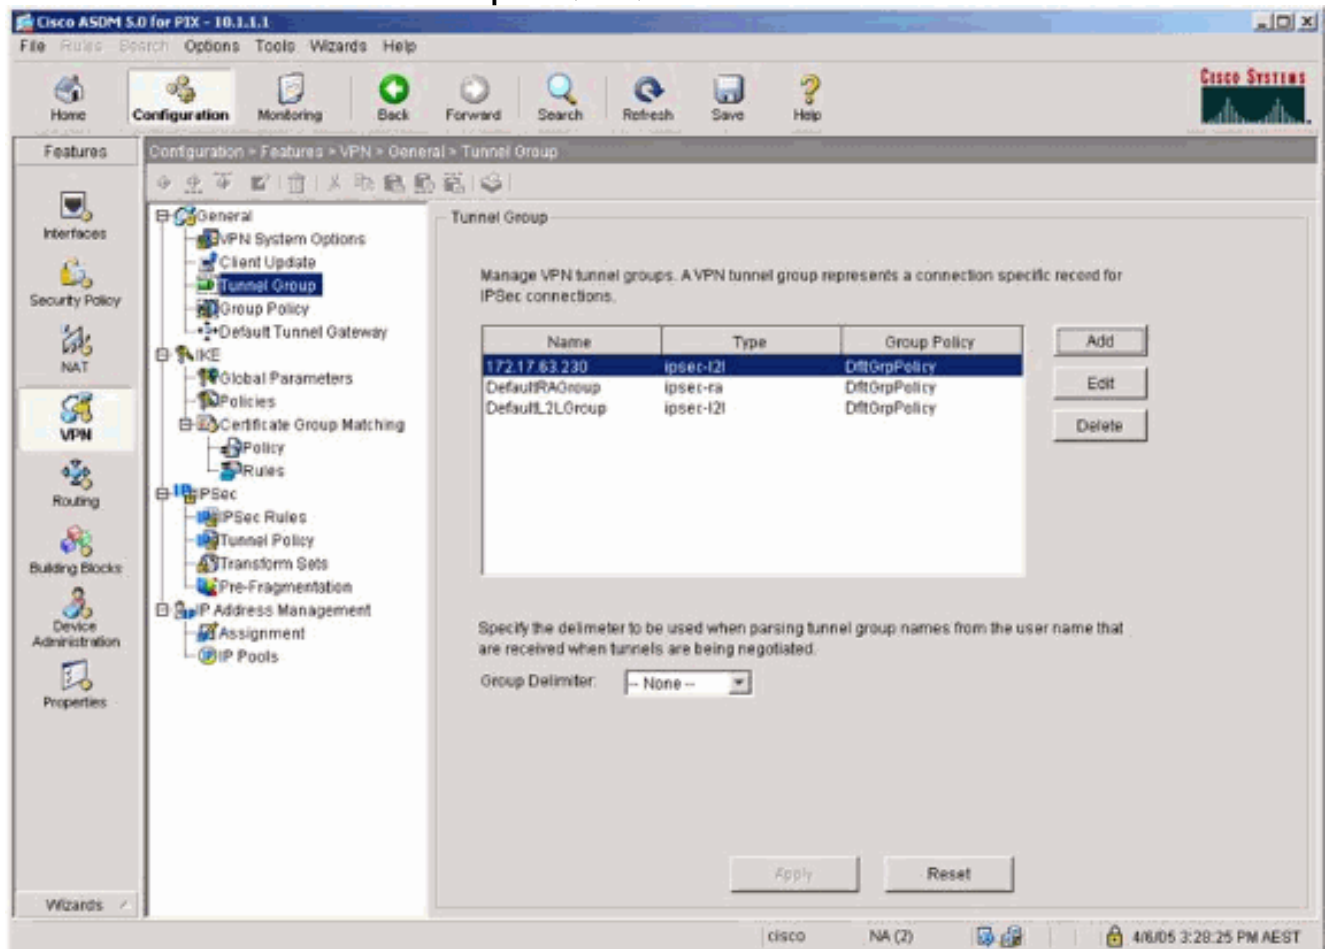 Cisco ASDM 5.0 for PIX - 10.1.1.1
File Rules Search Options Tools Wizards Help
Home Configuration Monitoring Back Forward Search Refresh Save Help
CISCO SYSTEMS
Features
Configuration > Features > VPN > General > Tunnel Group
Interfaces
Security Policy
NAT
VPN
Routing
Building Blocks
Device Administration
Properties
Wizards
General
VPN System Options
Client Update
Tunnel Group
Group Policy
Default Tunnel Gateway
IKE
Global Parameters
Policies
Certificate Group Matching
Policy
Rules
IPSec
IPSec Rules
Tunnel Policy
Transform Sets
Pre-Fragmentation
IP Address Management
Assignment
IP Pools
Tunnel Group
Manage VPN tunnel groups. A VPN tunnel group represents a connection specific record for
IPSec connections.
Name Type Group Policy
172.17.63.230 ipsec-l2l DfltGrpPolicy
DefaultRAGroup ipsec-ra DfltGrpPolicy
DefaultL2LGroup ipsec-l2l DfltGrpPolicy
Add
Edit
Delete
Specify the delimeter to be used when parsing tunnel group names from the user name that
are received when tunnels are being negotiated.
Group Delimiter: -- None --
Apply Reset
cisco NA (2) 4/6/05 3:28:25 PM AEST